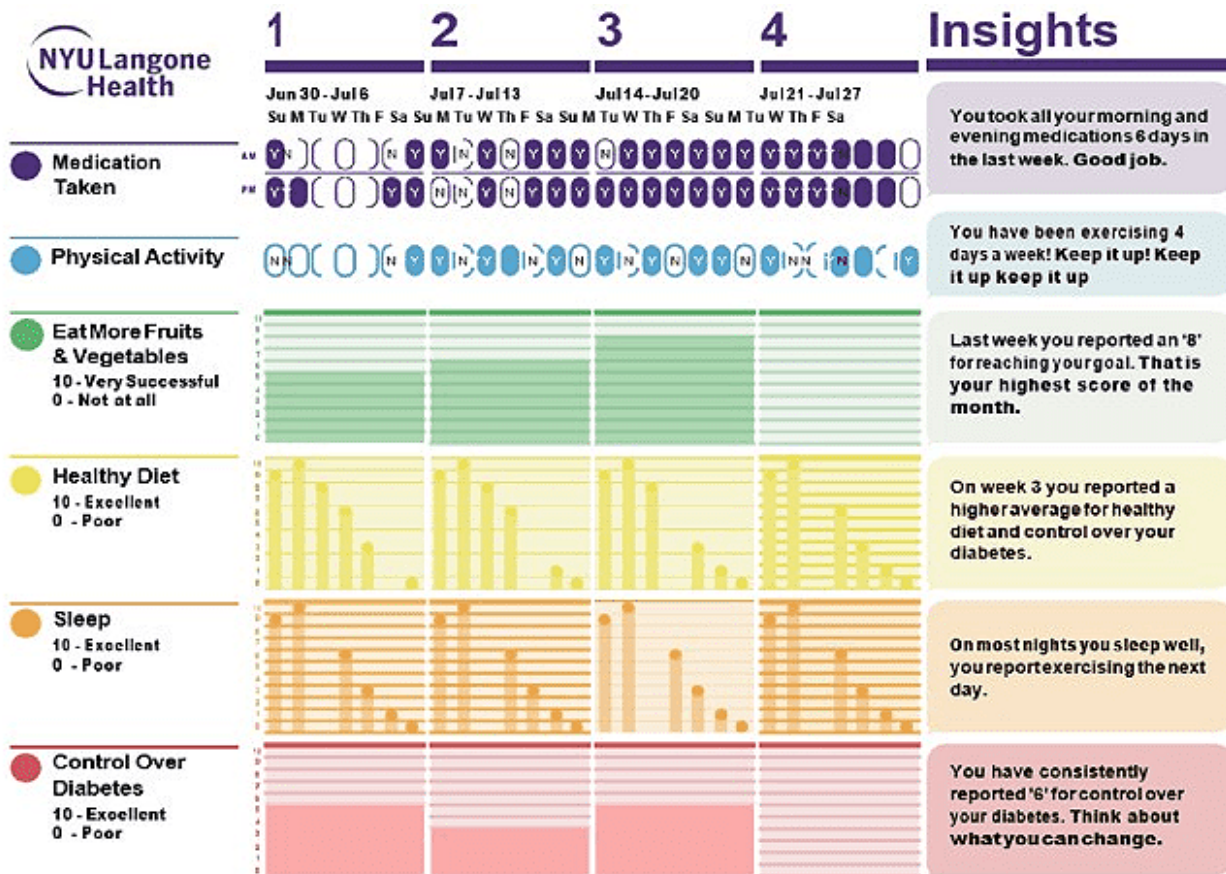 NYU Langone
Health
1
2
3
4
Insights
Jun 30 - Jul 6
Jul 7 - Jul 13
Jul 14 - Jul 20
Jul 21 - Jul 27
Su M Tu W Th F Sa Su M Tu W Th F Sa Su M Tu W Th F Sa Su M Tu W Th F Sa
Medication
Taken
AM
PM
You took all your morning and
evening medications 6 days in
the last week. Good job.
Physical Activity
You have been exercising 4
days a week! Keep it up! Keep
it up keep it up
Eat More Fruits
& Vegetables
10 - Very Successful
0 - Not at all
Last week you reported an '8'
for reaching your goal. That is
your highest score of the
month.
Healthy Diet
10 - Excellent
0 - Poor
On week 3 you reported a
higher average for healthy
diet and control over your
diabetes.
Sleep
10 - Excellent
0 - Poor
On most nights you sleep well,
you report exercising the next
day.
Control Over
Diabetes
10 - Excellent
0 - Poor
You have consistently
reported '6' for control over
your diabetes. Think about
what you can change.